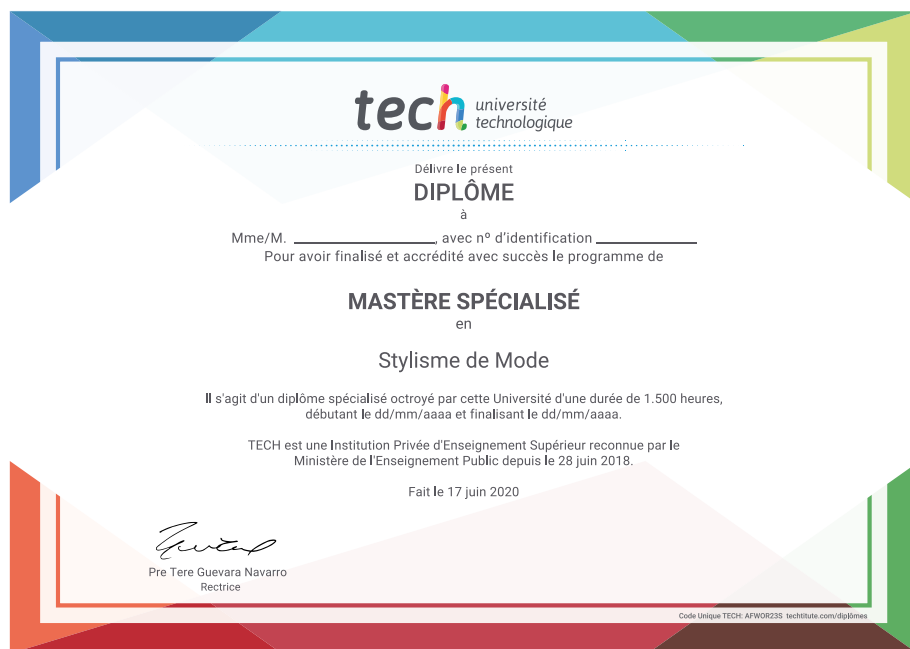 tech université
technologique
Délivre le présent
DIPLÔME
à
Mme/M. ____________________, avec nº d'identification ______________
Pour avoir finalisé et accrédité avec succès le programme de
MASTÈRE SPÉCIALISÉ
en
Stylisme de Mode
Il s'agit d'un diplôme spécialisé octroyé par cette Université d'une durée de 1.500 heures,
débutant le dd/mm/aaaa et finalisant le dd/mm/aaaa.
TECH est une Institution Privée d'Enseignement Supérieur reconnue par le
Ministère de l'Enseignement Public depuis le 28 juin 2018.
Fait le 17 juin 2020
Pre Tere Guevara Navarro
Rectrice
Code Unique TECH: AFWOR23S techtitute.com/diplômes